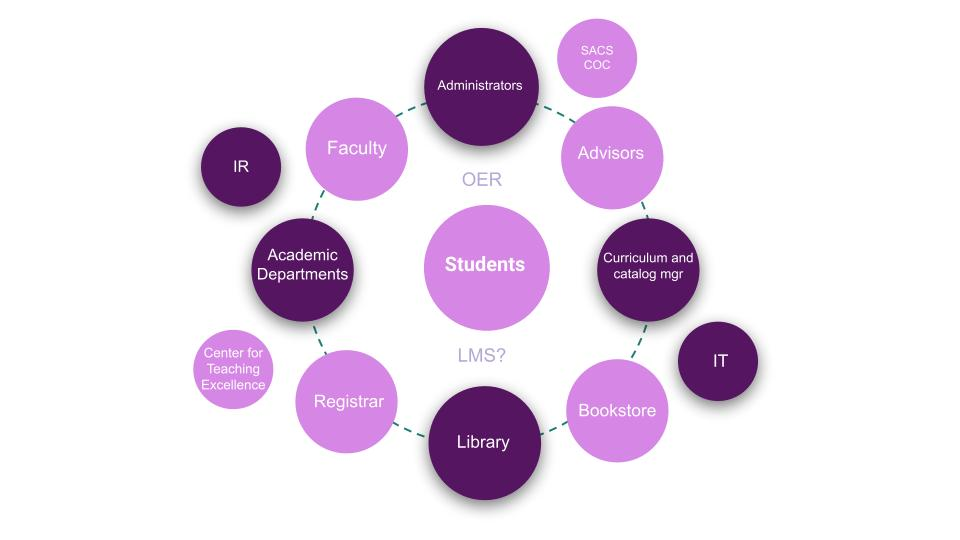 SACS
COC
Administrators
Faculty
Advisors
IR
OER
Academic
Departments
Students
Curriculum and
catalog mgr
Center for
Teaching
Excellence
LMS?
IT
Registrar
Bookstore
Library